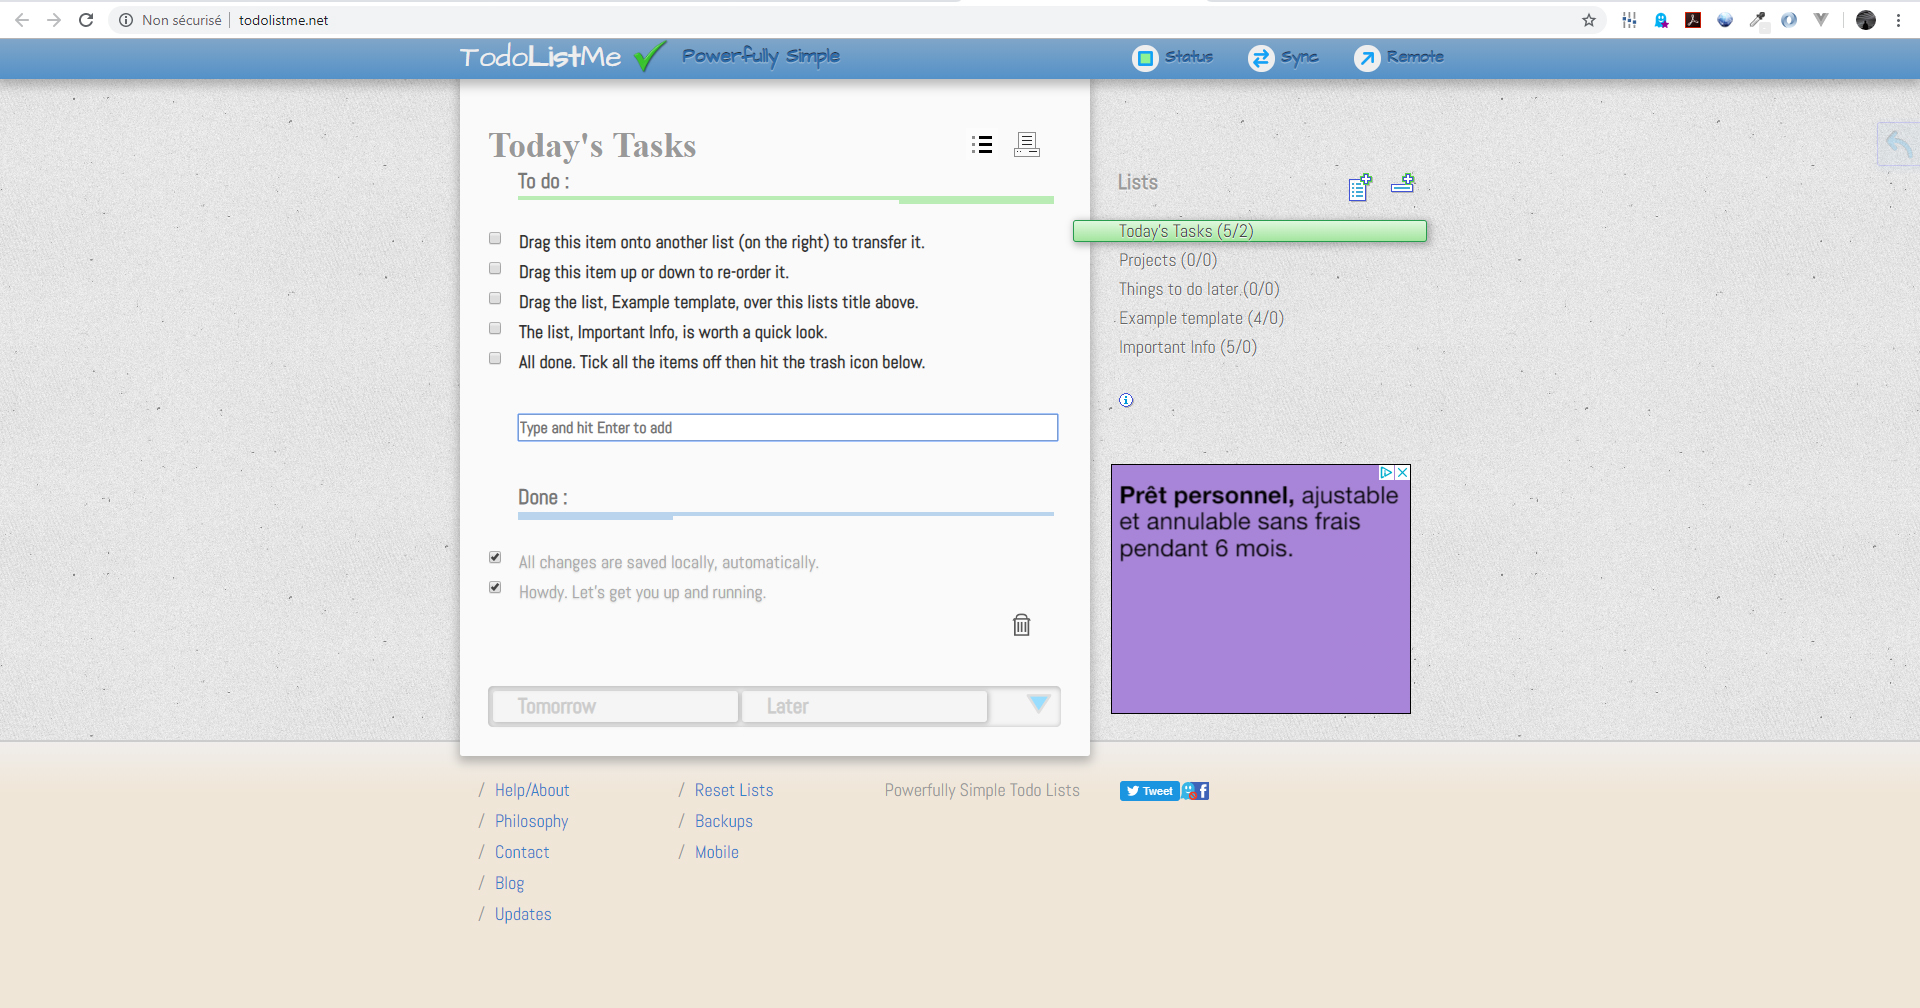 Non sécurisé
todolistme.net
TodoListMe
Powerfully Simple
Status
Sync
Remote
Today's Tasks
To do :
Drag this item onto another list (on the right) to transfer it.
Drag this item up or down to re-order it.
Drag the list, Example template, over this lists title above.
The list, Important Info, is worth a quick look.
All done. Tick all the items off then hit the trash icon below.
Type and hit Enter to add
Done :
All changes are saved locally, automatically.
Howdy. Let's get you up and running.
Tomorrow
Later
Lists
Today's Tasks (5/2)
Projects (0/0)
Things to do later (0/0)
Example template (4/0)
Important Info (5/0)
Prêt personnel, ajustable
et annulable sans frais
pendant 6 mois.
/ Help/About
/ Philosophy
/ Contact
/ Blog
/ Updates
/ Reset Lists
/ Backups
/ Mobile
Powerfully Simple Todo Lists
Tweet